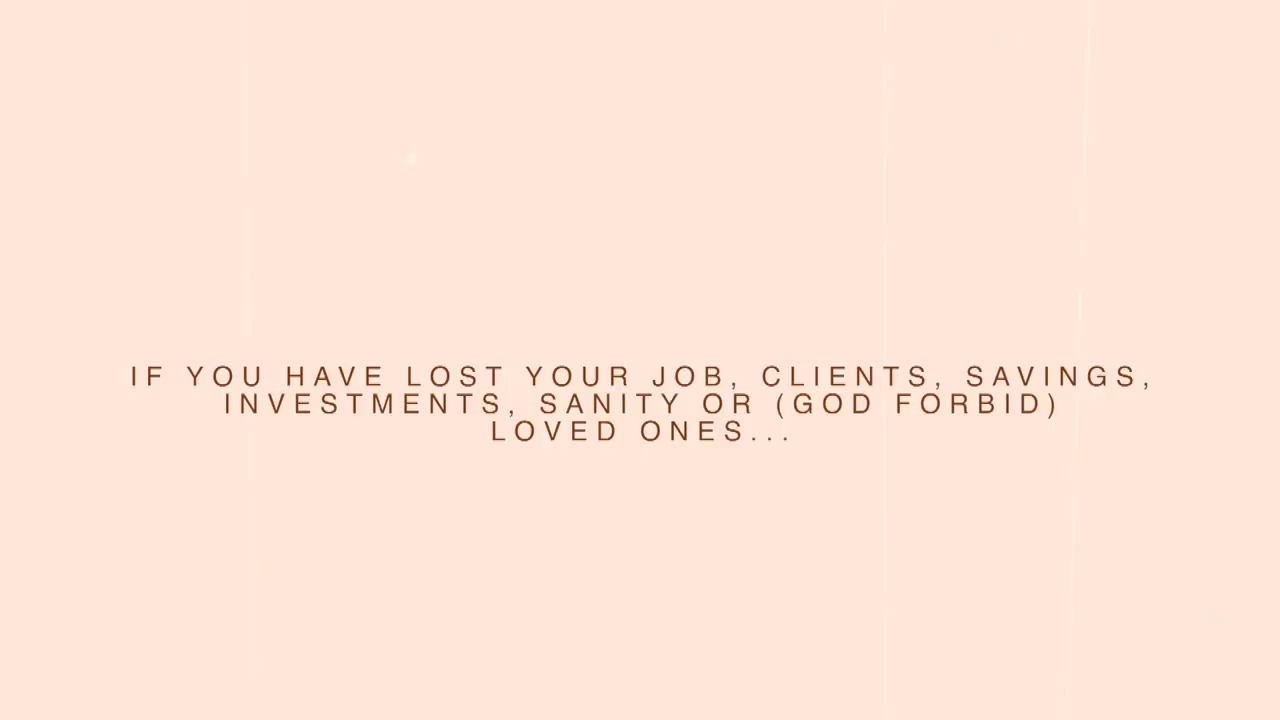 IF YOU HAVE LOST YOUR JOB, CLIENTS, SAVINGS,
INVESTMENTS, SANITY OR (GOD FORBID)
LOVED ONES...